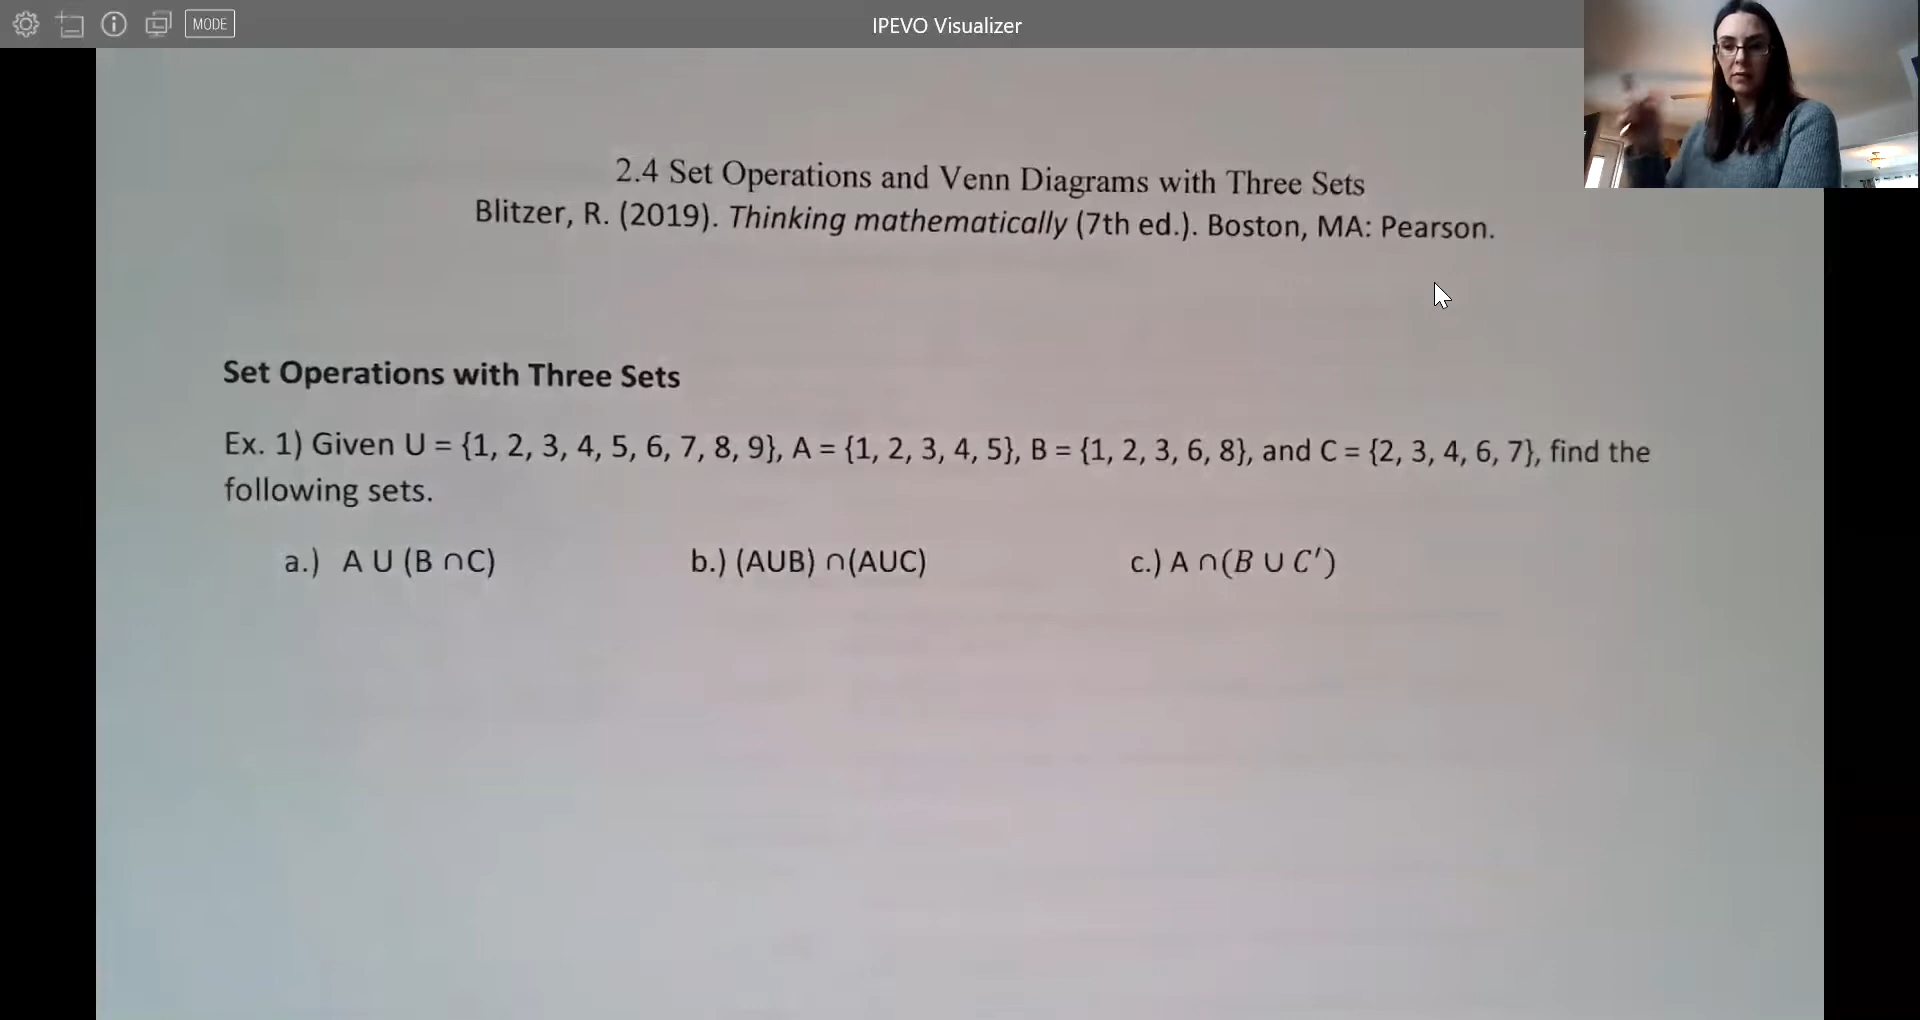 MODE
IPEVO Visualizer
2.4 Set Operations and Venn Diagrams with Three Sets
Blitzer, R. (2019). Thinking mathematically (7th ed.). Boston, MA: Pearson.
Set Operations with Three Sets
Ex. 1) Given U = {1, 2, 3, 4, 5, 6, 7, 8, 9}, A = {1, 2, 3, 4, 5}, B = {1, 2, 3, 6, 8}, and C = {2, 3, 4, 6, 7}, find the
following sets.
a.) A U (B ∩C) b.) (AUB) ∩(AUC) c.) A ∩(B ∪ C′)